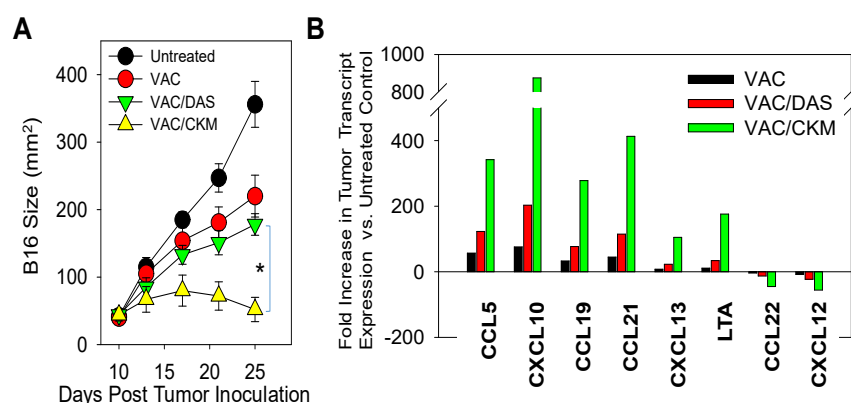 A
B16 Size (mm²)
400
300
200
100
0
Untreated
VAC
VAC/DAS
VAC/CKM
*
10 15 20 25
Days Post Tumor Inoculation
B
Fold Increase in Tumor Transcript
Expression vs. Untreated Control
1000
800
400
200
0
-200
VAC
VAC/DAS
VAC/CKM
CCL5
CXCL10
CCL19
CCL21
CXCL13
LTA
CCL22
CXCL12